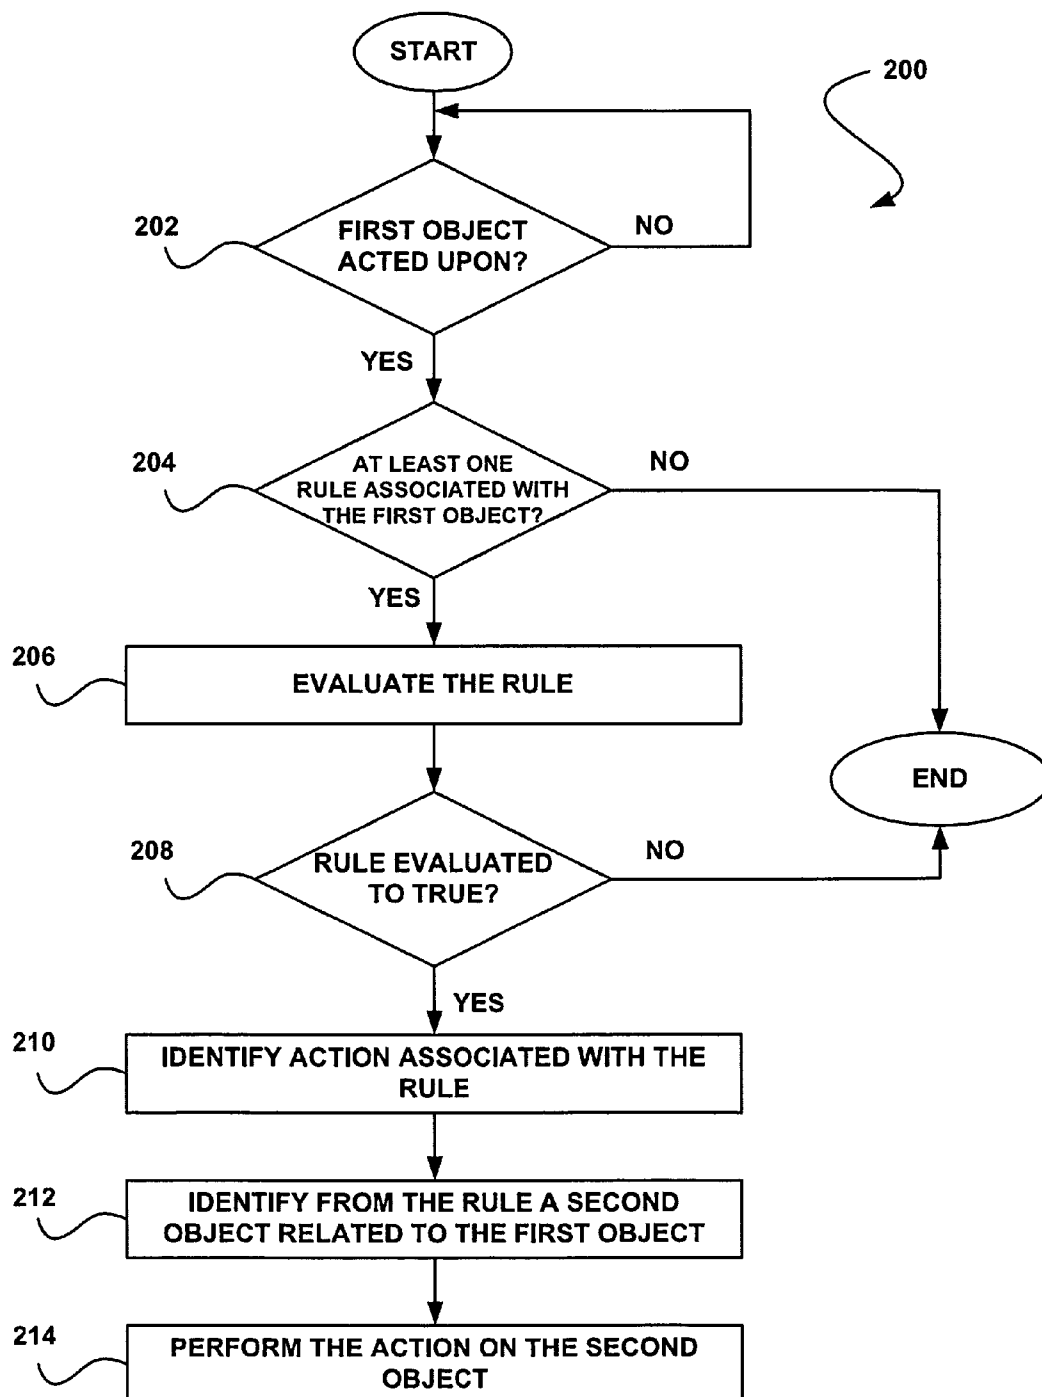 START
200
202
FIRST OBJECT
ACTED UPON?
NO
YES
204
AT LEAST ONE
RULE ASSOCIATED WITH
THE FIRST OBJECT?
NO
YES
206
EVALUATE THE RULE
END
208
RULE EVALUATED
TO TRUE?
NO
YES
210
IDENTIFY ACTION ASSOCIATED WITH THE
RULE
212
IDENTIFY FROM THE RULE A SECOND
OBJECT RELATED TO THE FIRST OBJECT
214
PERFORM THE ACTION ON THE SECOND
OBJECT